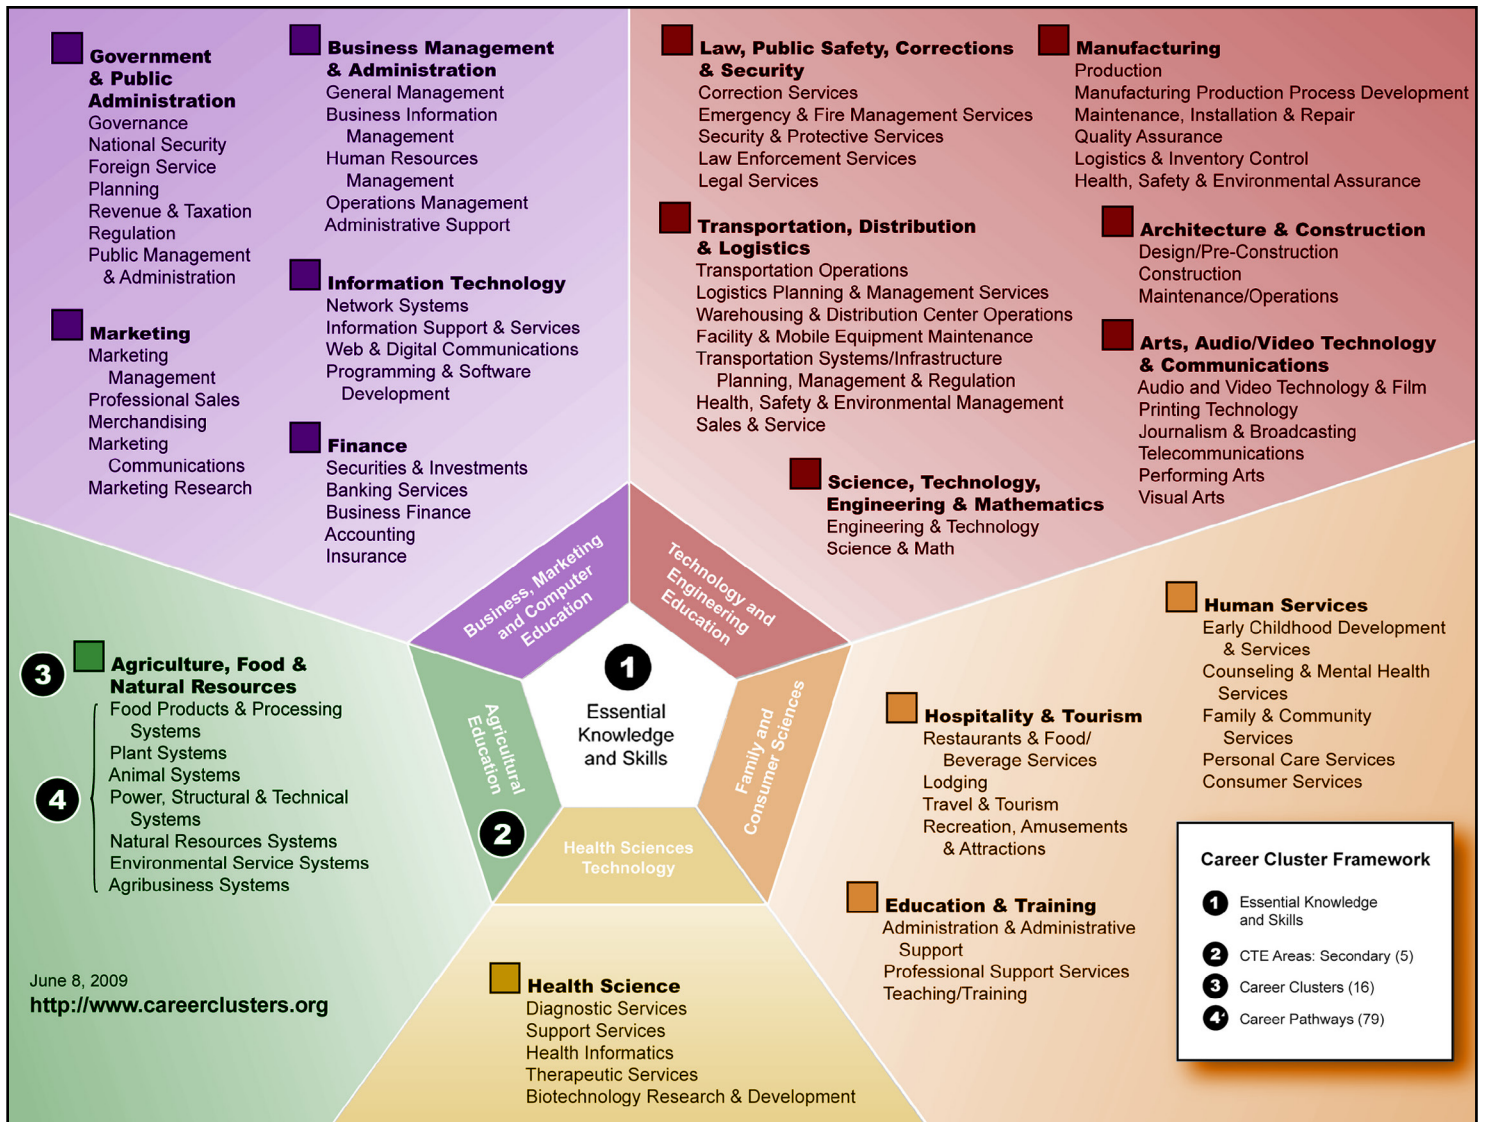 Government
& Public
Administration
Governance
National Security
Foreign Service
Planning
Revenue & Taxation
Regulation
Public Management
& Administration
Marketing
Marketing
Management
Professional Sales
Merchandising
Marketing
Communications
Marketing Research
Business Management
& Administration
General Management
Business Information
Management
Human Resources
Management
Operations Management
Administrative Support
Information Technology
Network Systems
Information Support & Services
Web & Digital Communications
Programming & Software
Development
Finance
Securities & Investments
Banking Services
Business Finance
Accounting
Insurance
Law, Public Safety, Corrections
& Security
Correction Services
Emergency & Fire Management Services
Security & Protective Services
Law Enforcement Services
Legal Services
Transportation, Distribution
& Logistics
Transportation Operations
Logistics Planning & Management Services
Warehousing & Distribution Center Operations
Facility & Mobile Equipment Maintenance
Transportation Systems/Infrastructure
Planning, Management & Regulation
Health, Safety & Environmental Management
Sales & Service
Science, Technology,
Engineering & Mathematics
Engineering & Technology
Science & Math
Manufacturing
Production
Manufacturing Production Process Development
Maintenance, Installation & Repair
Quality Assurance
Logistics & Inventory Control
Health, Safety & Environmental Assurance
Architecture & Construction
Design/Pre-Construction
Construction
Maintenance/Operations
Arts, Audio/Video Technology
& Communications
Audio and Video Technology & Film
Printing Technology
Journalism & Broadcasting
Telecommunications
Performing Arts
Visual Arts
Business, Marketing
and Computer
Education
Technology and
Engineering
Education
1
Essential
Knowledge
and Skills
Agricultural
Education
2
Family and
Consumer Sciences
Health Sciences
Technology
3
Agriculture, Food &
Natural Resources
4
Food Products & Processing
Systems
Plant Systems
Animal Systems
Power, Structural & Technical
Systems
Natural Resources Systems
Environmental Service Systems
Agribusiness Systems
June 8, 2009
http://www.careerclusters.org
Health Science
Diagnostic Services
Support Services
Health Informatics
Therapeutic Services
Biotechnology Research & Development
Hospitality & Tourism
Restaurants & Food/
Beverage Services
Lodging
Travel & Tourism
Recreation, Amusements
& Attractions
Education & Training
Administration & Administrative
Support
Professional Support Services
Teaching/Training
Human Services
Early Childhood Development
& Services
Counseling & Mental Health
Services
Family & Community
Services
Personal Care Services
Consumer Services
Career Cluster Framework
1 Essential Knowledge
and Skills
2 CTE Areas: Secondary (5)
3 Career Clusters (16)
4 Career Pathways (79)